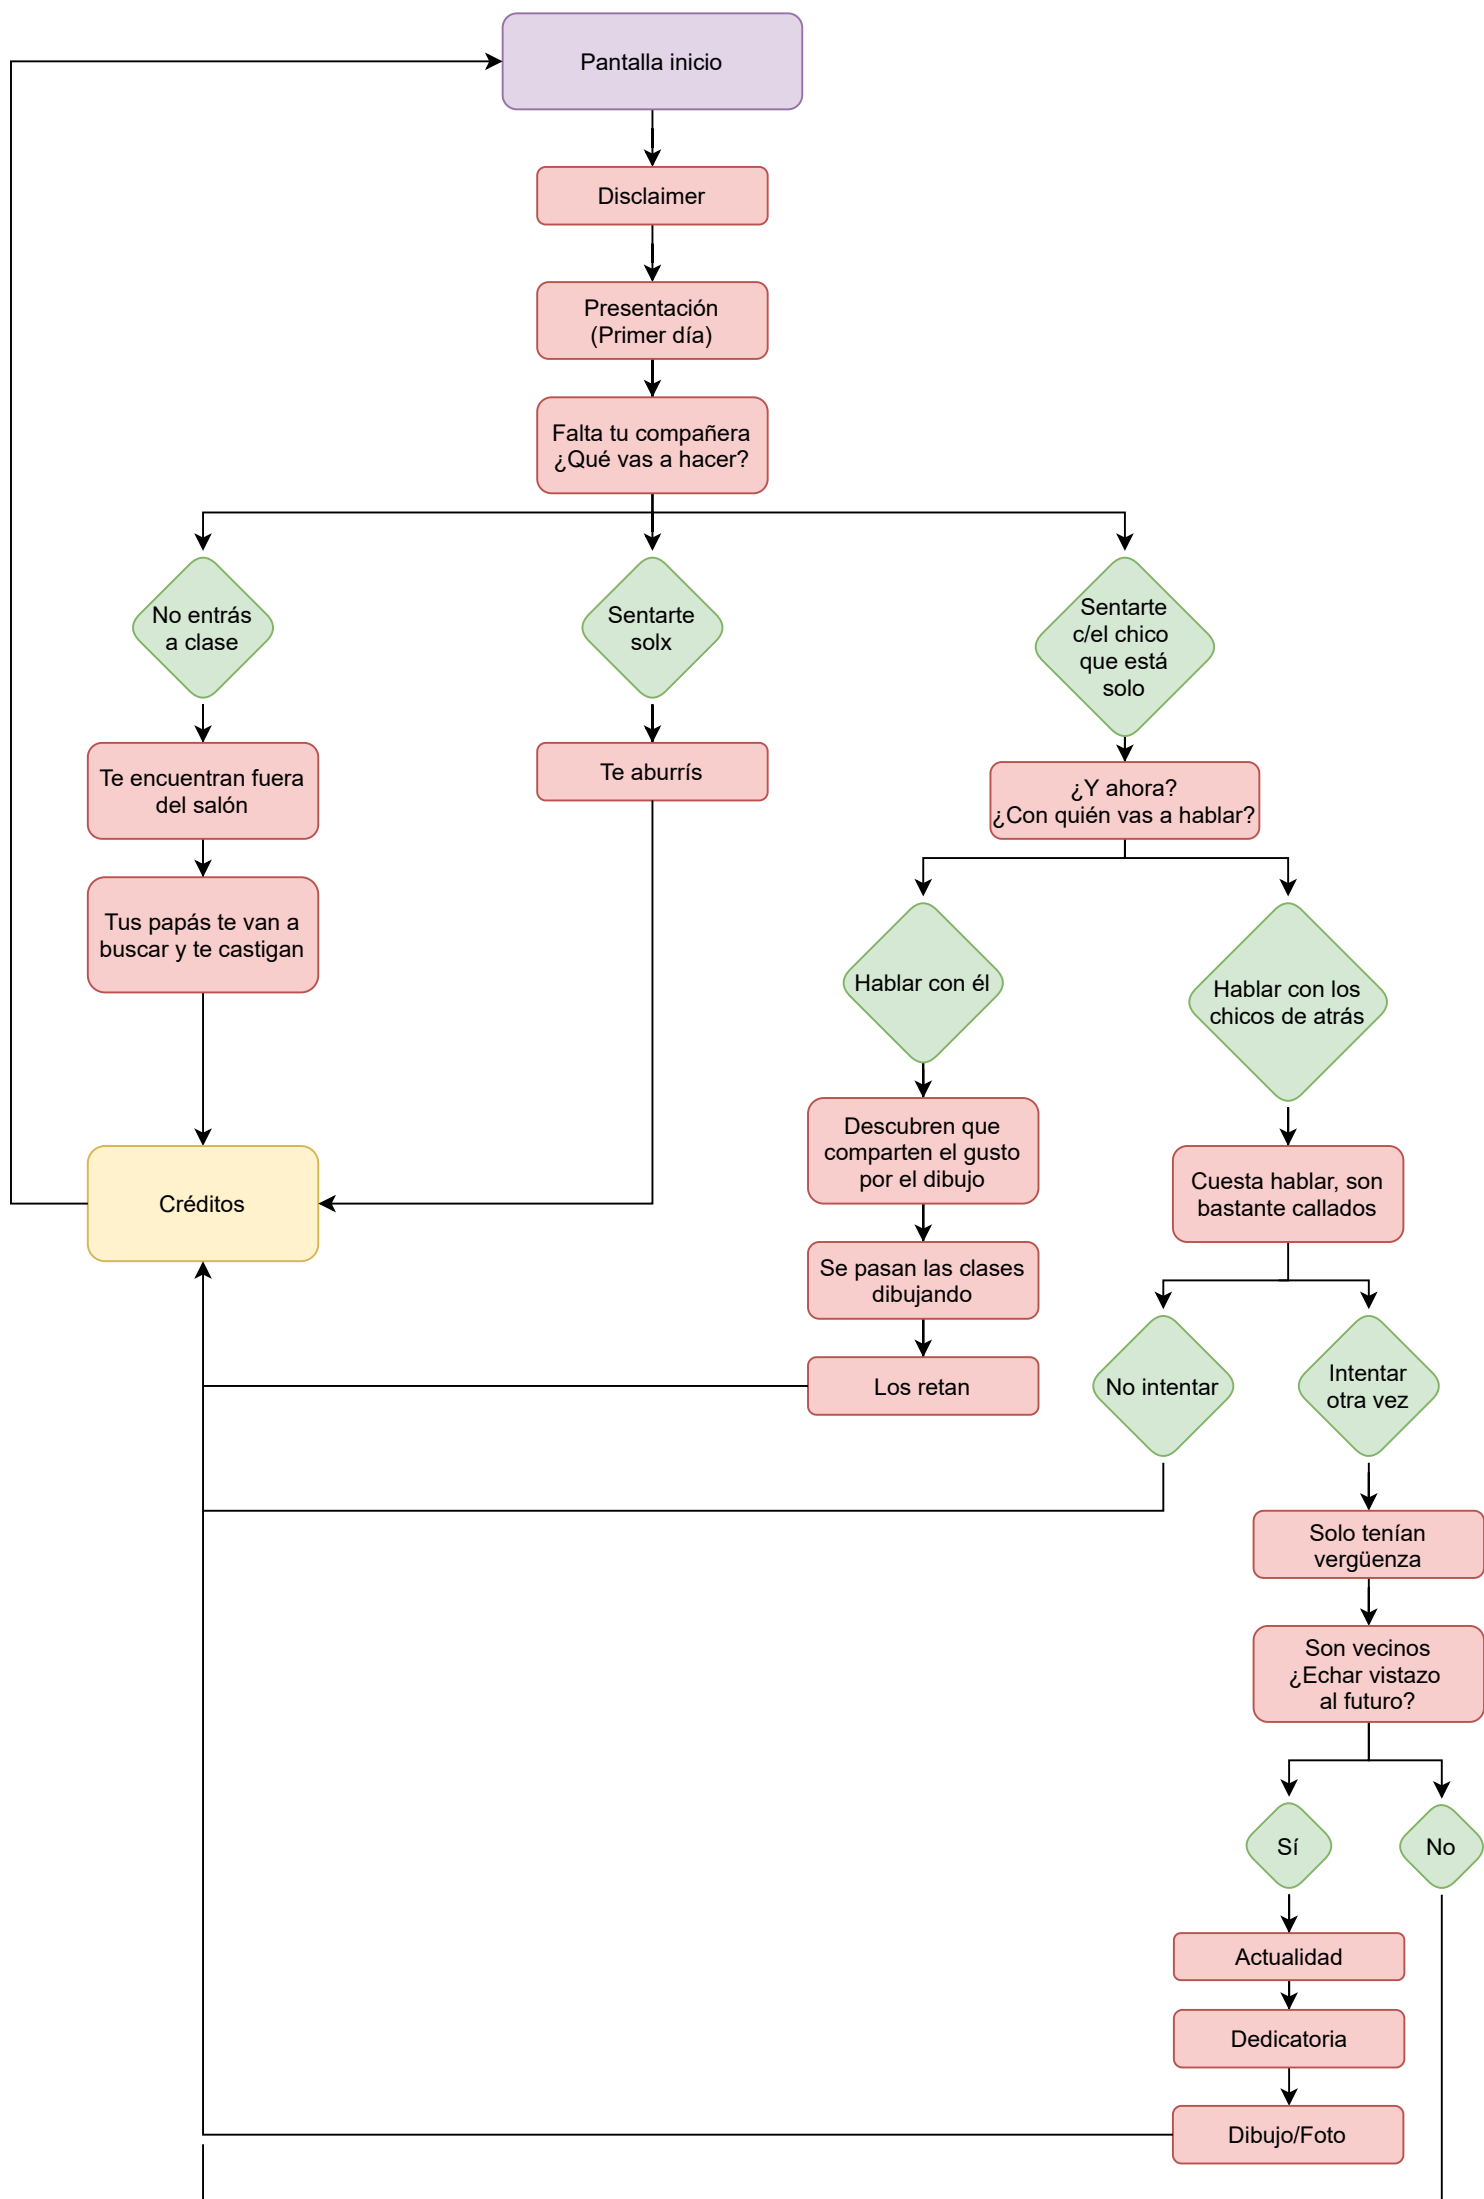 Pantalla inicio
Disclaimer
Presentación
(Primer día)
Falta tu compañera
¿Qué vas a hacer?
No entrás
a clase
Sentarte
solx
Sentarte
c/el chico
que está
solo
Te encuentran fuera
del salón
Te aburrís
¿Y ahora?
¿Con quién vas a hablar?
Tus papás te van a
buscar y te castigan
Hablar con él
Hablar con los
chicos de atrás
Descubren que
comparten el gusto
por el dibujo
Cuesta hablar, son
bastante callados
Créditos
Se pasan las clases
dibujando
Los retan
No intentar
Intentar
otra vez
Solo tenían
vergüenza
Son vecinos
¿Echar vistazo
al futuro?
Sí
No
Actualidad
Dedicatoria
Dibujo/Foto